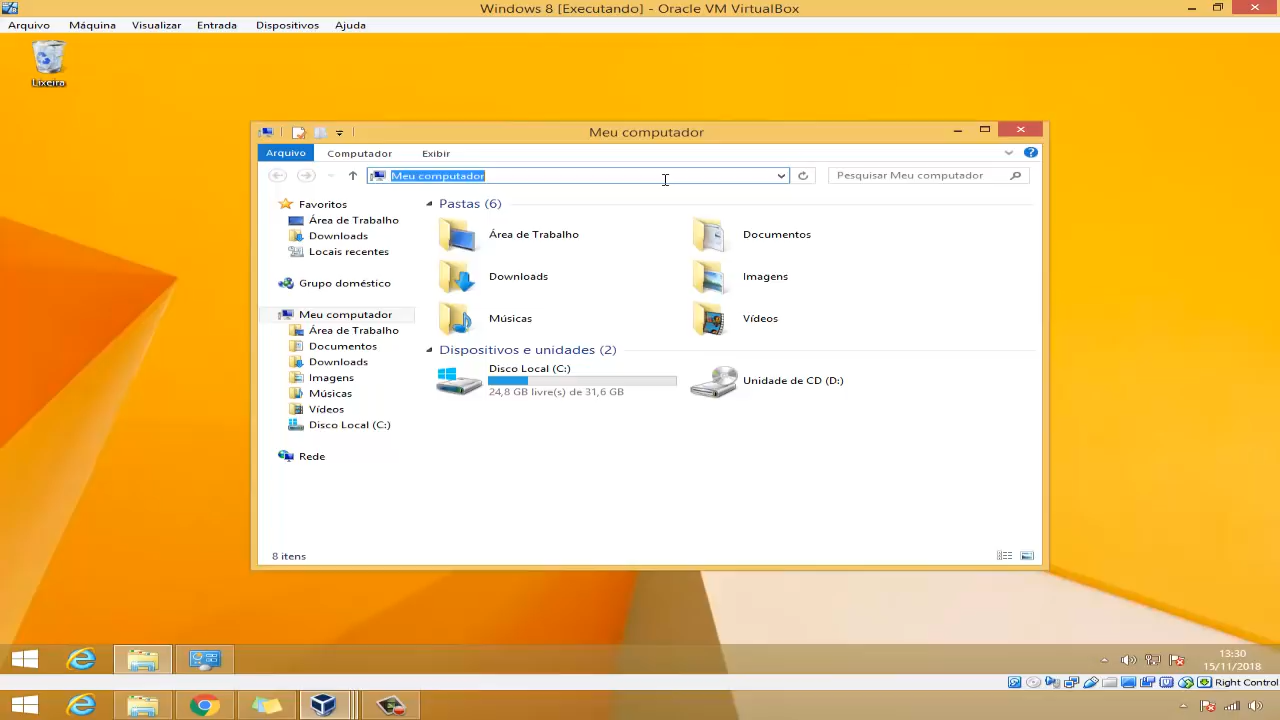 Windows 8 [Executando] - Oracle VM VirtualBox
Arquivo Máquina Visualizar Entrada Dispositivos Ajuda
Lixeira
Meu computador
Arquivo Computador Exibir
Meu computador
Pesquisar Meu computador
Favoritos
Área de Trabalho
Downloads
Locais recentes
Grupo doméstico
Meu computador
Área de Trabalho
Documentos
Downloads
Imagens
Músicas
Vídeos
Disco Local (C:)
Rede
Pastas (6)
Área de Trabalho
Documentos
Downloads
Imagens
Músicas
Vídeos
Dispositivos e unidades (2)
Disco Local (C:)
24,8 GB livre(s) de 31,6 GB
Unidade de CD (D:)
8 itens
13:30
15/11/2018
Right Control